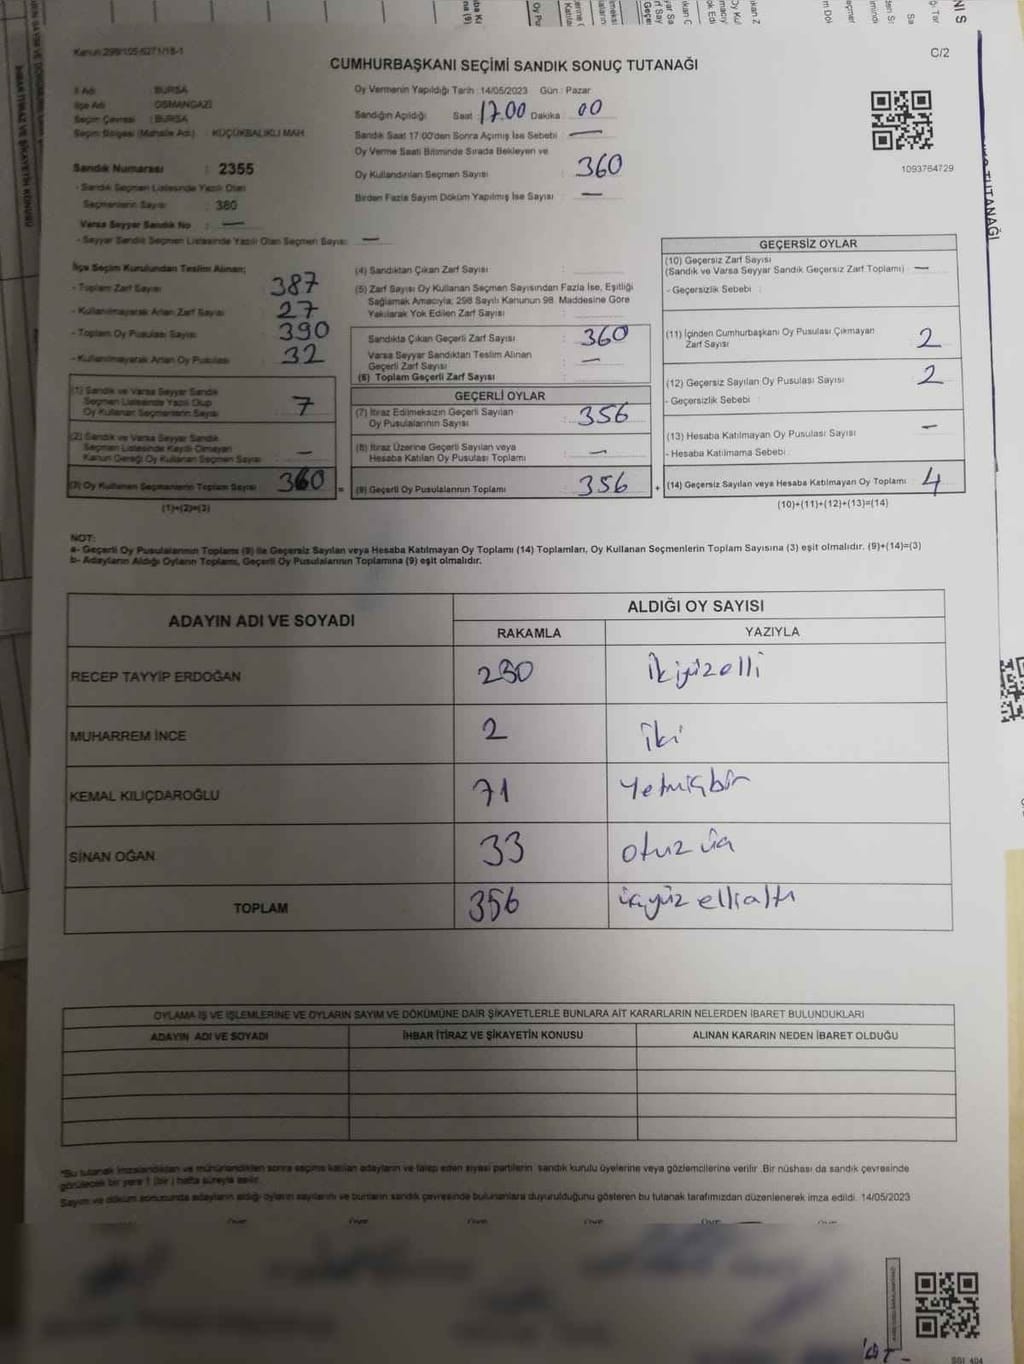 Kanun 298/105-6271/18-1
C/2
CUMHURBAŞKANI SEÇİMİ SANDIK SONUÇ TUTANAĞI
İl Adı : BURSA
İlçe Adı : OSMANGAZİ
Seçim Çevresi : BURSA
Seçim Bölgesi (Mahalle Adı) : KÜÇÜKBALIKLI MAH
Sandık Numarası : 2355
- Sandık Seçmen Listesinde Yazılı Olan
Seçmenlerin Sayısı : 380
Varsa Seyyar Sandık No : —
- Seyyar Sandık Seçmen Listesinde Yazılı Olan Seçmen Sayısı: —
Oy Vermenin Yapıldığı Tarih : 14/05/2023 Gün : Pazar
Sandığın Açıldığı Saat : 17.00 Dakika : 00
Sandık Saat 17:00'den Sonra Açılmış İse Sebebi : —
Oy Verme Saati Bitiminde Sırada Bekleyen ve
Oy Kullandırılan Seçmen Sayısı : 360
Birden Fazla Sayım Döküm Yapılmış İse Sayısı : —
1093764729
İlçe Seçim Kurulundan Teslim Alınan;
- Toplam Zarf Sayısı : 387
- Kullanılmayarak Artan Zarf Sayısı : 27
- Toplam Oy Pusulası Sayısı : 390
- Kullanılmayarak Artan Oy Pusulası : 32
(1) Sandık ve Varsa Seyyar Sandık
Seçmen Listesinde Yazılı Olup
Oy Kullanan Seçmenlerin Sayısı : 7
(2) Sandık ve Varsa Seyyar Sandık
Seçmen Listesinde Kayıtlı Olmayan
Kanun Gereği Oy Kullanan Seçmen Sayısı : —
(3) Oy Kullanan Seçmenlerin Toplam Sayısı : 360
(1)+(2)=(3)
(4) Sandıktan Çıkan Zarf Sayısı :
(5) Zarf Sayısı Oy Kullanan Seçmen Sayısından Fazla İse, Eşitliği
Sağlamak Amacıyla; 298 Sayılı Kanunun 98. Maddesine Göre
Yakılarak Yok Edilen Zarf Sayısı :
Sandıkta Çıkan Geçerli Zarf Sayısı : 360
Varsa Seyyar Sandıktan Teslim Alınan
Geçerli Zarf Sayısı : —
(6) Toplam Geçerli Zarf Sayısı :
GEÇERLİ OYLAR
(7) İtiraz Edilmeksizin Geçerli Sayılan
Oy Pusulalarının Sayısı : 356
(8) İtiraz Üzerine Geçerli Sayılan veya
Hesaba Katılan Oy Pusulası Toplamı : —
= (9) Geçerli Oy Pusulalarının Toplamı : 356
GEÇERSİZ OYLAR
(10) Geçersiz Zarf Sayısı
(Sandık ve Varsa Seyyar Sandık Geçersiz Zarf Toplamı) : —
- Geçersizlik Sebebi :
(11) İçinden Cumhurbaşkanı Oy Pusulası Çıkmayan
Zarf Sayısı : 2
(12) Geçersiz Sayılan Oy Pusulası Sayısı : 2
- Geçersizlik Sebebi :
(13) Hesaba Katılmayan Oy Pusulası Sayısı : —
- Hesaba Katılmama Sebebi :
+ (14) Geçersiz Sayılan veya Hesaba Katılmayan Oy Toplamı : 4
(10)+(11)+(12)+(13)=(14)
NOT:
a- Geçerli Oy Pusulalarının Toplamı (9) ile Geçersiz Sayılan veya Hesaba Katılmayan Oy Toplamı (14) Toplamları, Oy Kullanan Seçmenlerin Toplam Sayısına (3) eşit olmalıdır. (9)+(14)=(3)
b- Adayların Aldığı Oyların Toplamı, Geçerli Oy Pusulalarının Toplamına (9) eşit olmalıdır.
ADAYIN ADI VE SOYADI
ALDIĞI OY SAYISI
RAKAMLA YAZIYLA
RECEP TAYYİP ERDOĞAN 250 ikiyüzelli
MUHARREM İNCE 2 iki
KEMAL KILIÇDAROĞLU 71 Yetmişbir
SİNAN OĞAN 33 otuz üç
TOPLAM 356 üçyüz ellialtı
OYLAMA İŞ VE İŞLEMLERİNE VE OYLARIN SAYIM VE DÖKÜMÜNE DAİR ŞİKAYETLERLE BUNLARA AİT KARARLARIN NELERDEN İBARET BULUNDUKLARI
ADAYIN ADI VE SOYADI İHBAR İTİRAZ VE ŞİKAYETİN KONUSU ALINAN KARARIN NEDEN İBARET OLDUĞU
*Bu tutanak imzalandıktan ve mühürlendikten sonra seçime katılan adayların ve talep eden siyasi partilerin sandık kurulu üyelerine veya gözlemcilerine verilir. Bir nüshası da sandık çevresinde
görülecek bir yere 1 (bir ) hafta süreyle asılır.
Sayım ve döküm sonucunda adayların aldığı oyların sayılarını ve bunların sandık çevresinde bulunanlara duyurulduğunu gösteren bu tutanak tarafımızdan düzenlenerek imza edildi. 14/05/2023